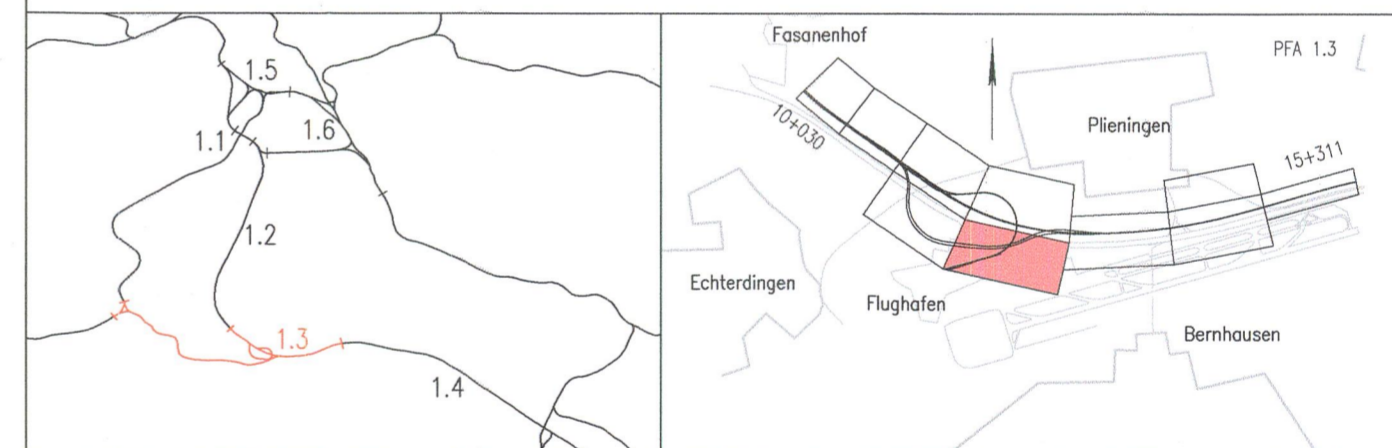 1.5
1.1
1.6
1.2
1.3
1.4
Fasanenhof
PFA 1.3
10+030
Plieningen
15+311
Echterdingen
Flughafen
Bernhausen